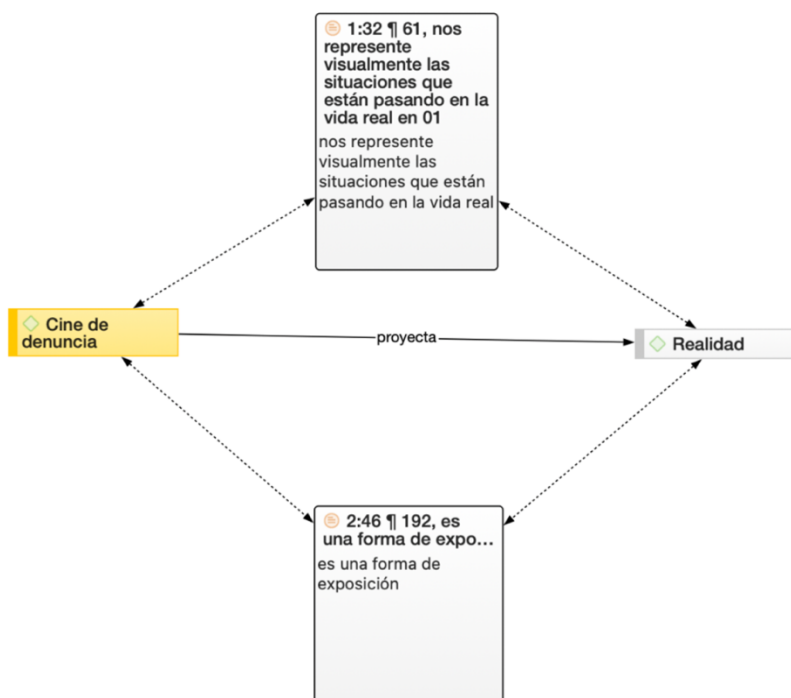 1:32 ¶ 61, nos
represente
visualmente las
situaciones que
están pasando en la
vida real en 01
nos represente
visualmente las
situaciones que están
pasando en la vida real
Cine de
denuncia
proyecta
Realidad
2:46 ¶ 192, es
una forma de expo...
es una forma de
exposición